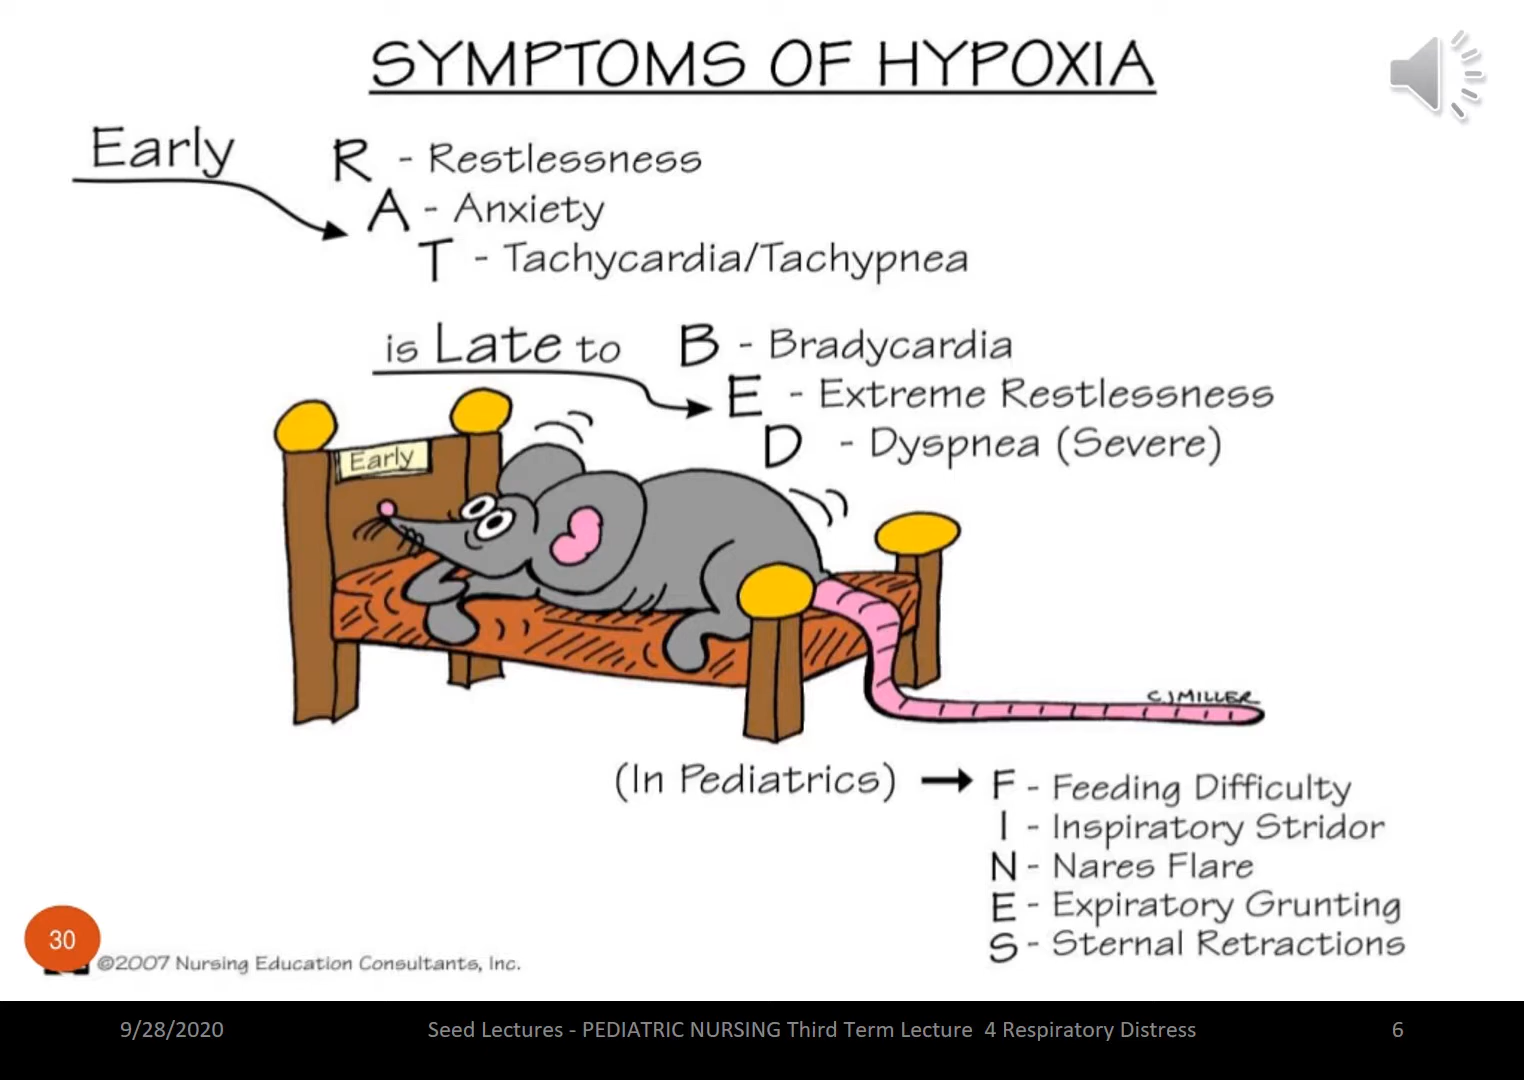 SYMPTOMS OF HYPOXIA
Early
R - Restlessness
A - Anxiety
T - Tachycardia/Tachypnea
is Late to
B - Bradycardia
E - Extreme Restlessness
D - Dyspnea (Severe)
Early
C.J.MILLER
(In Pediatrics)
F - Feeding Difficulty
I - Inspiratory Stridor
N - Nares Flare
E - Expiratory Grunting
S - Sternal Retractions
30
©2007 Nursing Education Consultants, Inc.
9/28/2020
Seed Lectures - PEDIATRIC NURSING Third Term Lecture 4 Respiratory Distress
6